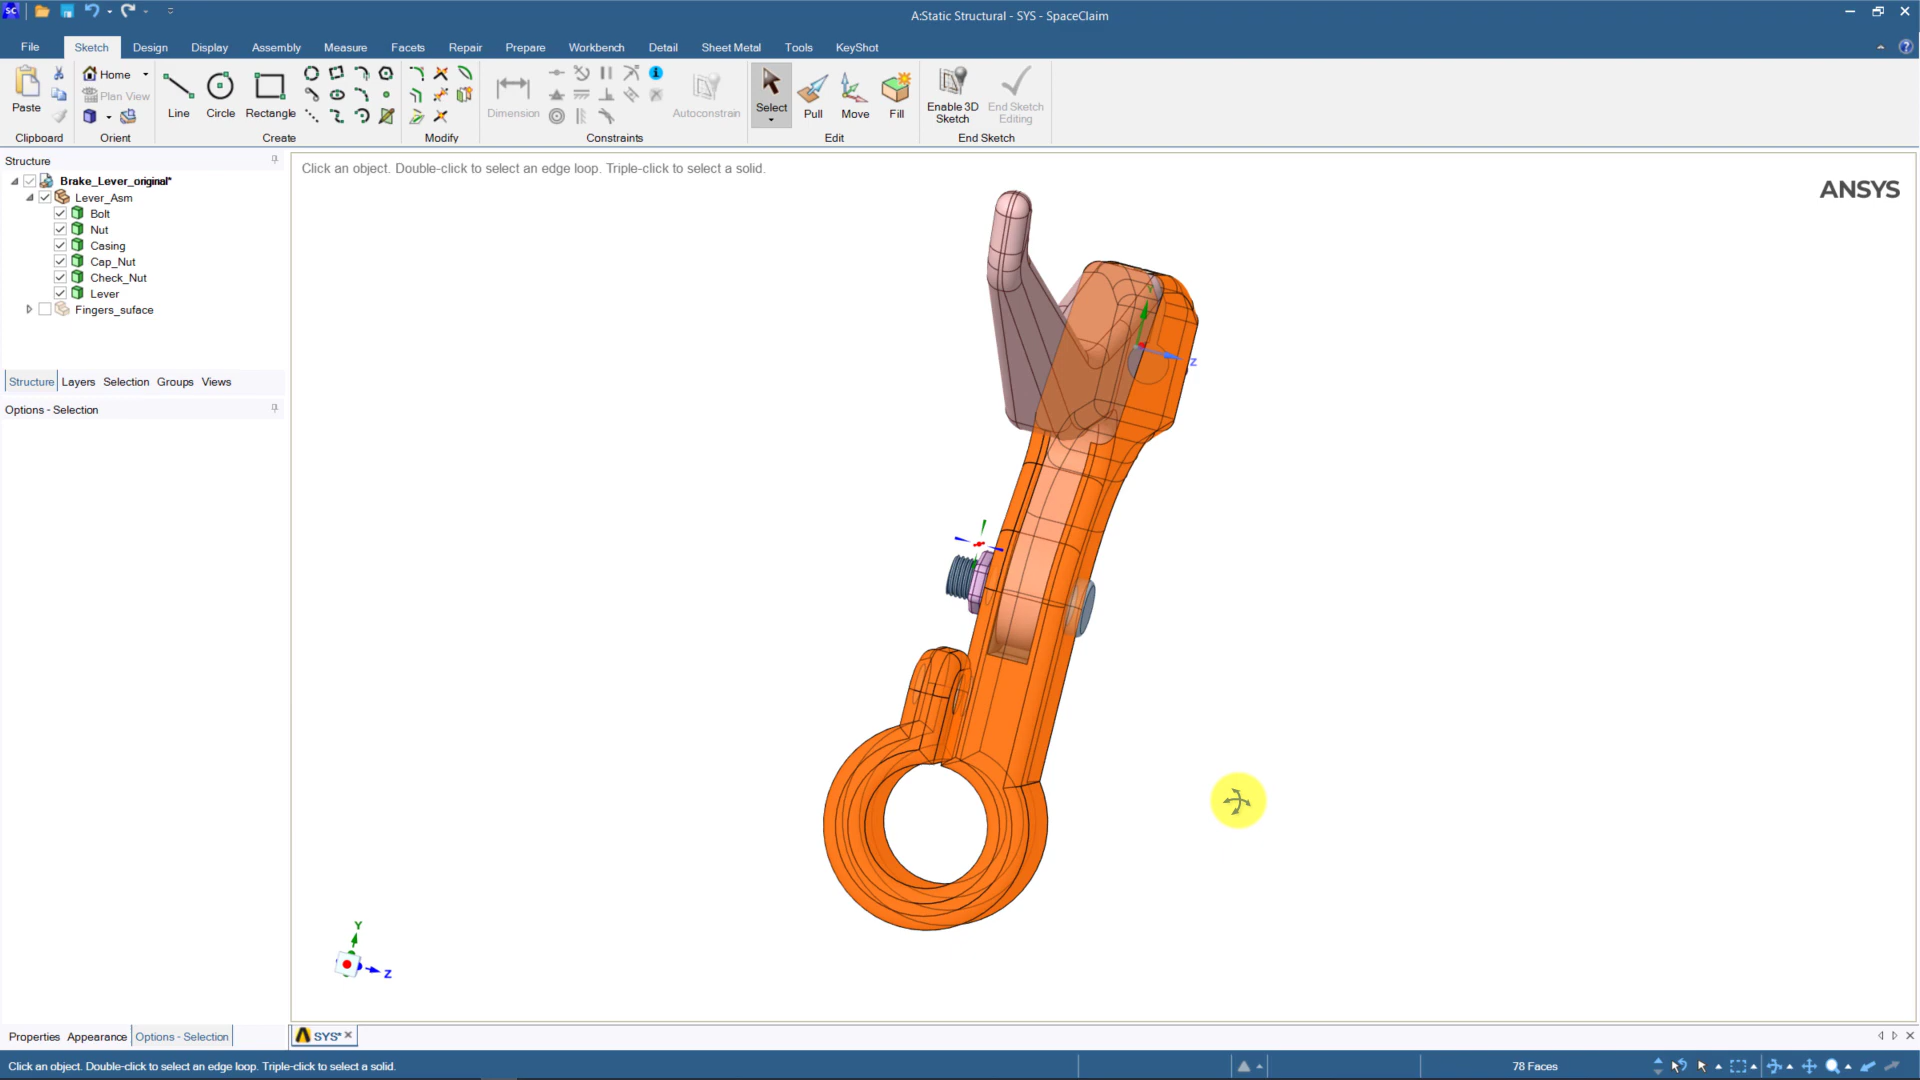 SC
A:Static Structural - SYS - SpaceClaim
File Sketch Design Display Assembly Measure Facets Repair Prepare Workbench Detail Sheet Metal Tools KeyShot
Paste
Home
Plan View
Line Circle Rectangle
Dimension
Autoconstrain
Select Pull Move Fill
Enable 3D Sketch
End Sketch Editing
Clipboard Orient Create Modify Constraints Edit End Sketch
Structure
Brake_Lever_original*
Lever_Asm
Bolt
Nut
Casing
Cap_Nut
Check_Nut
Lever
Fingers_suface
Structure Layers Selection Groups Views
Options - Selection
Click an object. Double-click to select an edge loop. Triple-click to select a solid.
ANSYS
Y
Z
Y
Z
Properties Appearance Options - Selection
SYS*
Click an object. Double-click to select an edge loop. Triple-click to select a solid.
78 Faces